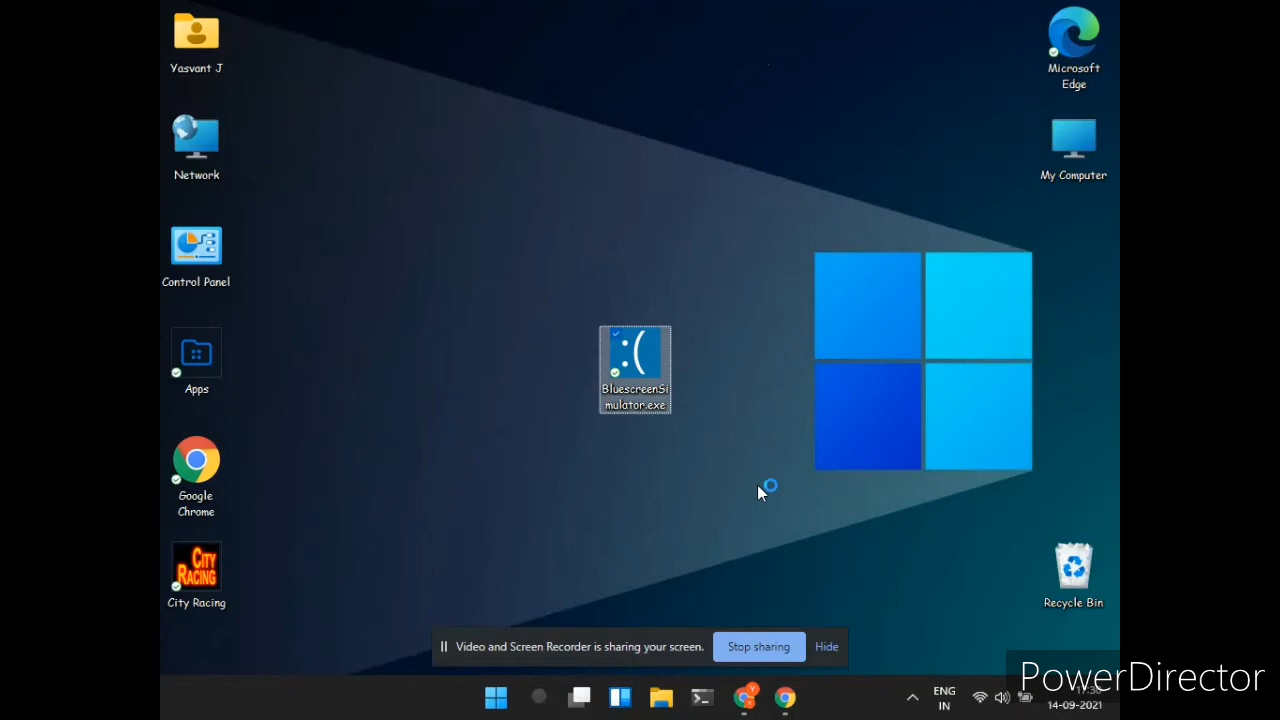 Yasvant J
Network
Control Panel
Apps
Google
Chrome
CITY
RACING
City Racing
:(
BluescreenSi
mulator.exe
Microsoft
Edge
My Computer
Recycle Bin
Video and Screen Recorder is sharing your screen.
Stop sharing
Hide
ENG
IN
14-09-2021
PowerDirector